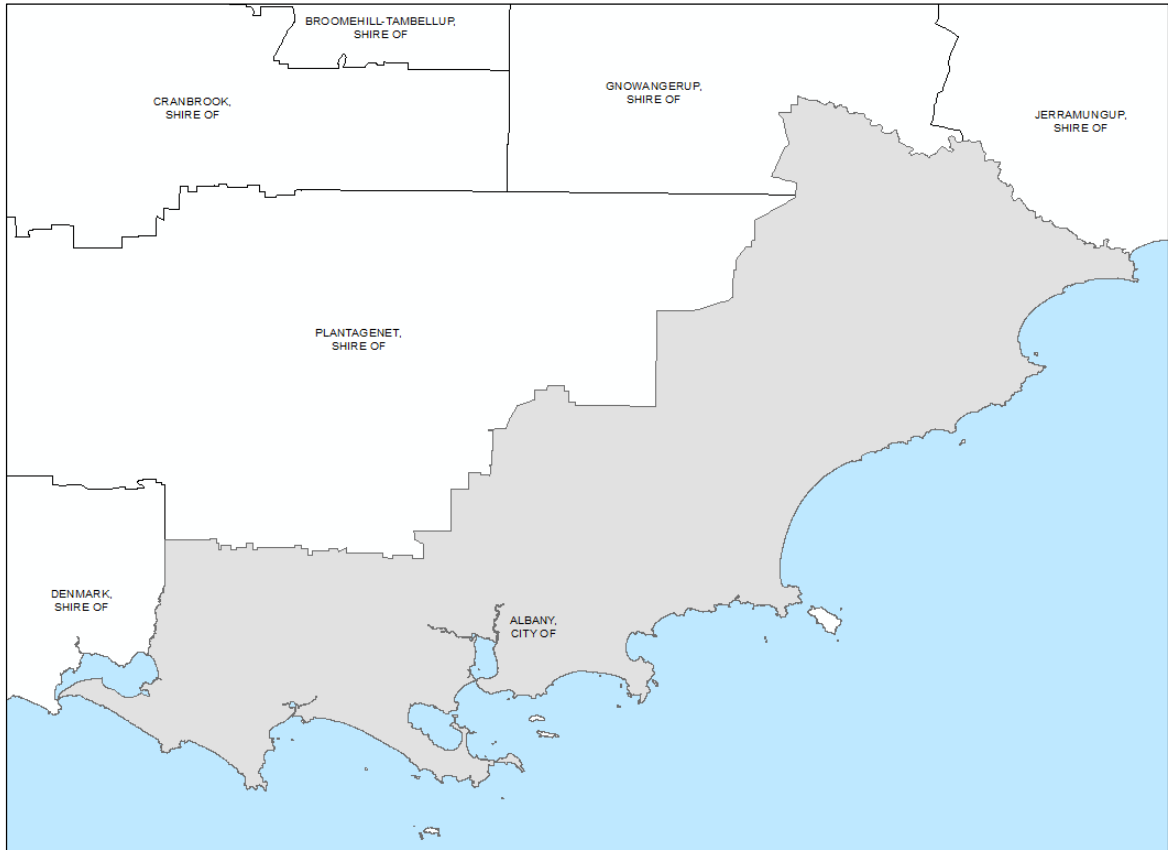 BROOMEHILL-TAMBELLUP,
SHIRE OF
CRANBROOK,
SHIRE OF
GNOWANGERUP,
SHIRE OF
JERRAMUNGUP,
SHIRE OF
PLANTAGENET,
SHIRE OF
DENMARK,
SHIRE OF
ALBANY,
CITY OF